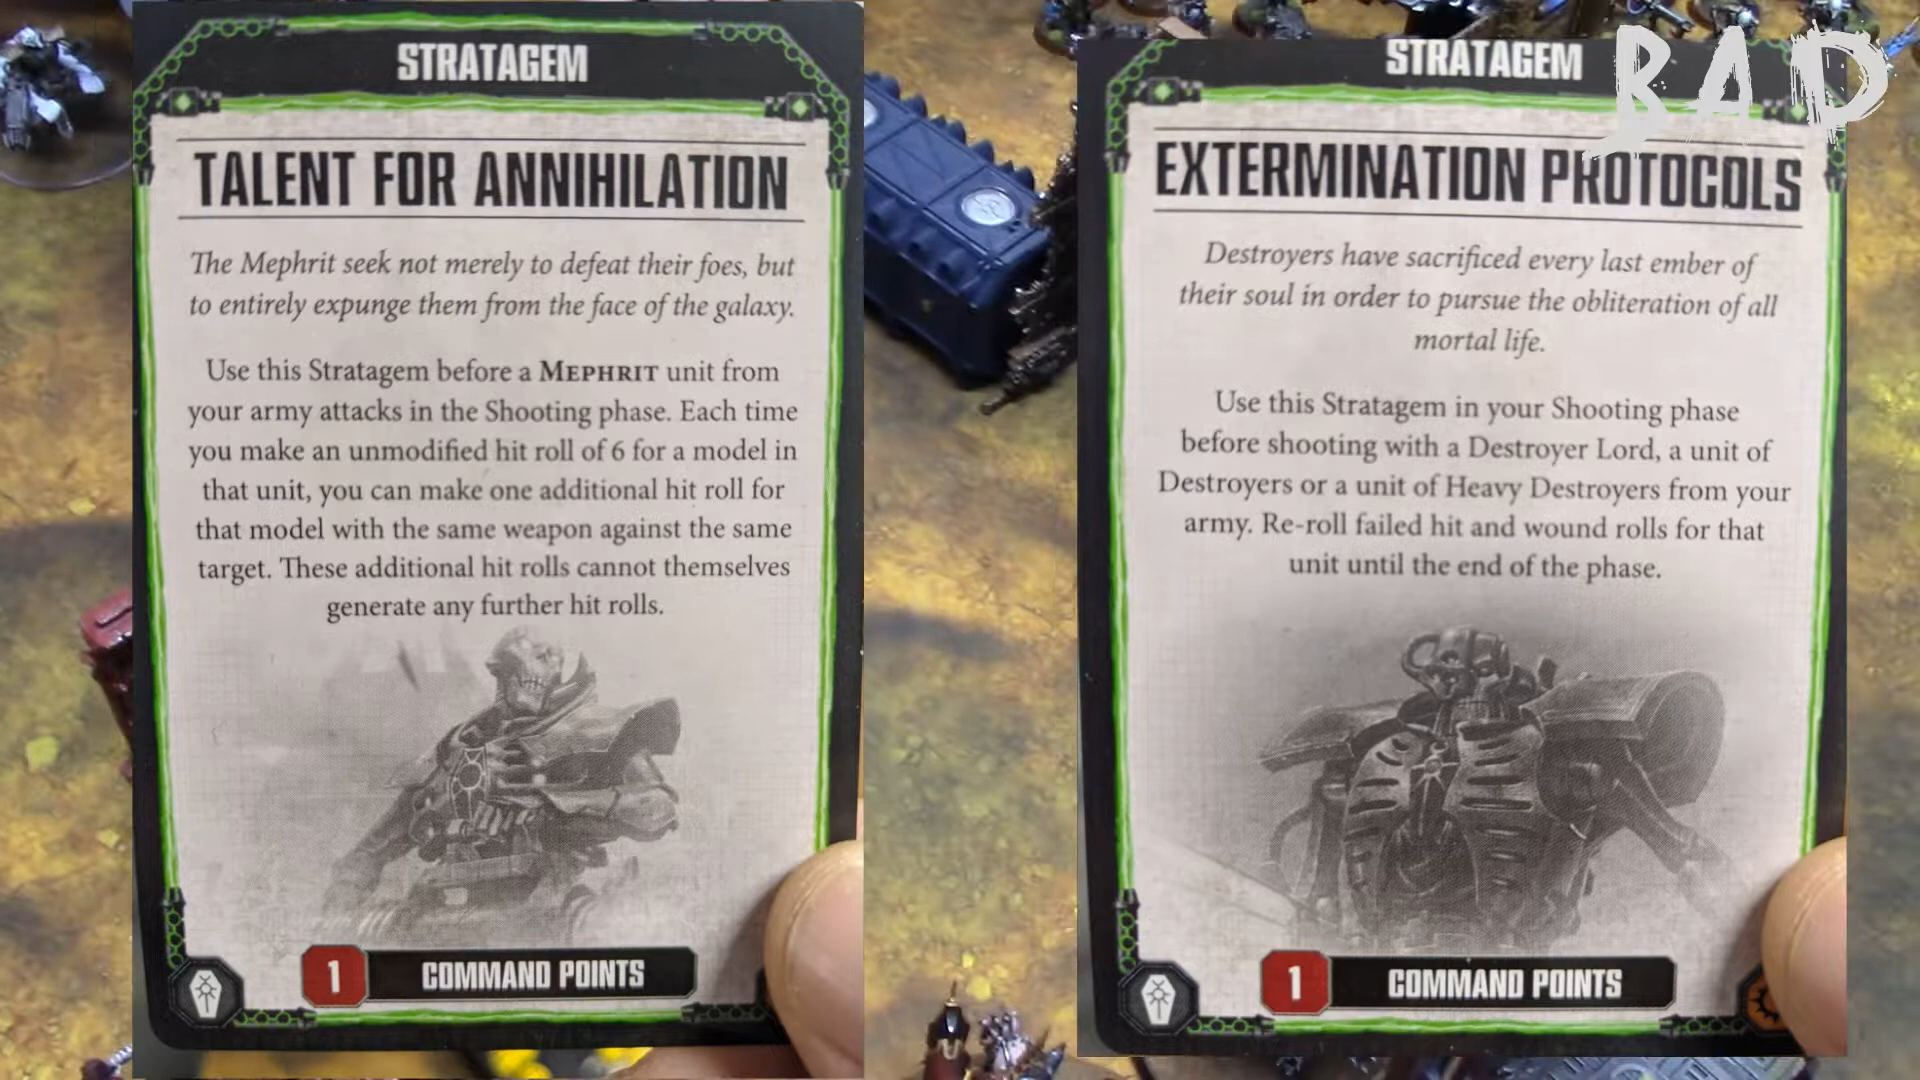 STRATAGEM
TALENT FOR ANNIHILATION
The Mephrit seek not merely to defeat their foes, but
to entirely expunge them from the face of the galaxy.
Use this Stratagem before a MEPHRIT unit from
your army attacks in the Shooting phase. Each time
you make an unmodified hit roll of 6 for a model in
that unit, you can make one additional hit roll for
that model with the same weapon against the same
target. These additional hit rolls cannot themselves
generate any further hit rolls.
1 COMMAND POINTS
STRATAGEM
EXTERMINATION PROTOCOLS
Destroyers have sacrificed every last ember of
their soul in order to pursue the obliteration of all
mortal life.
Use this Stratagem in your Shooting phase
before shooting with a Destroyer Lord, a unit of
Destroyers or a unit of Heavy Destroyers from your
army. Re-roll failed hit and wound rolls for that
unit until the end of the phase.
1 COMMAND POINTS
BAD